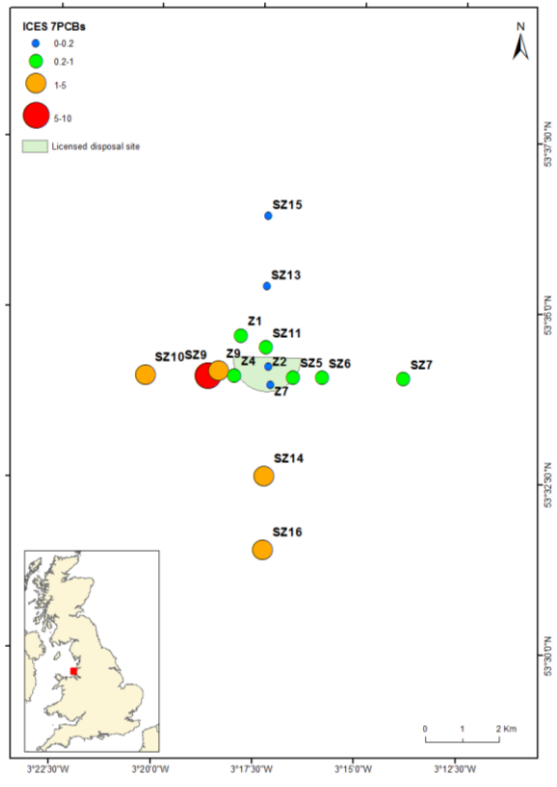 ICES 7PCBs
0-0.2
0.2-1
1-5
5-10
Licensed disposal site
N
SZ15
SZ13
Z1
SZ11
SZ10
SZ9
Z9
Z4
Z2
SZ5
SZ6
SZ7
Z7
SZ14
SZ16
53°37'30"N
53°35'0"N
53°32'30"N
53°30'0"N
0 1 2 Km
3°22'30"W 3°20'0"W 3°17'30"W 3°15'0"W 3°12'30"W